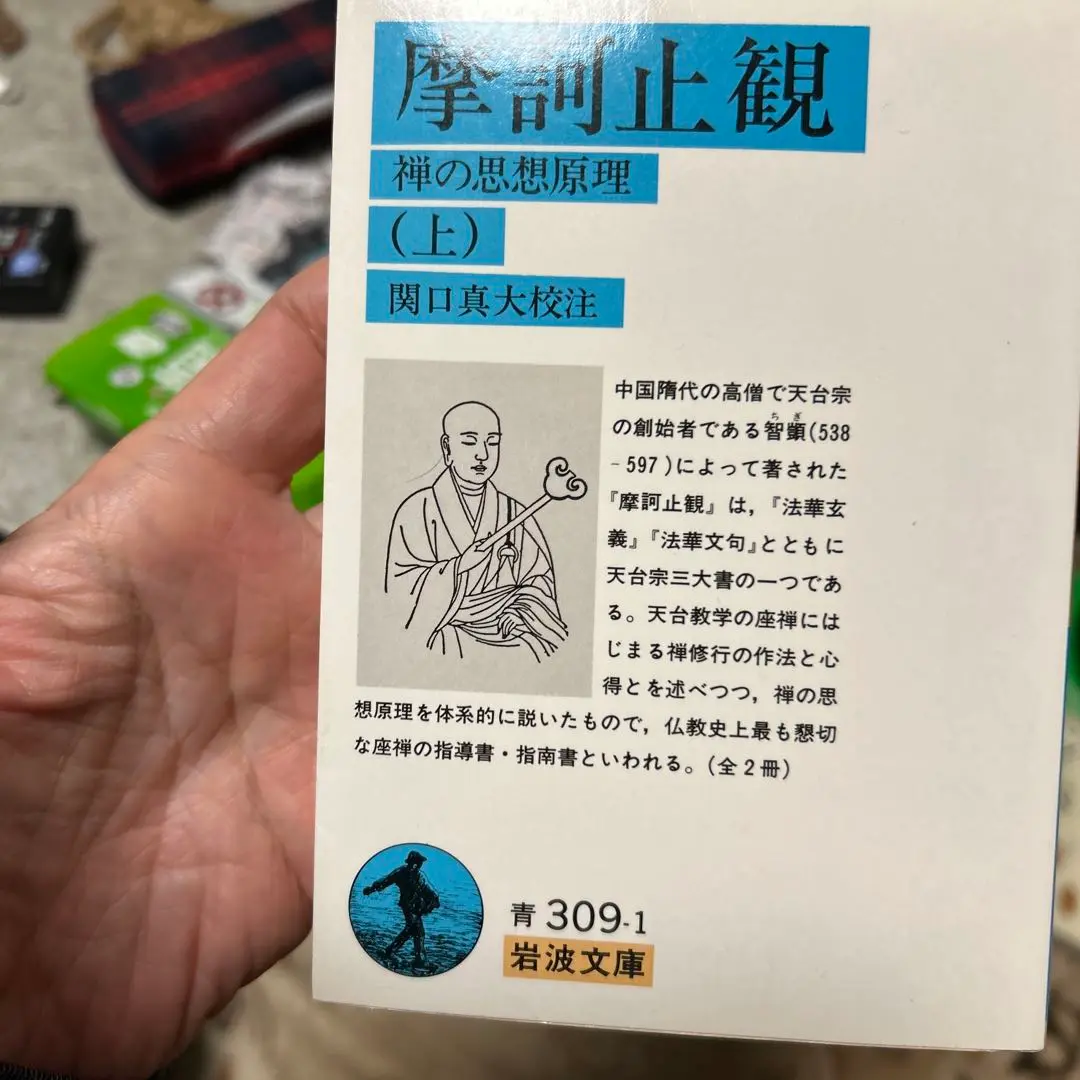 摩訶止観
禅の思想原理
(上)
関口真大校注
中国隋代の高僧で天台宗
の創始者である智顗(538
-597)によって著された
『摩訶止観』は,『法華玄
義』『法華文句』とともに
天台宗三大書の一つであ
る。天台教学の座禅には
じまる禅修行の作法と心
得とを述べつつ,禅の思
想原理を体系的に説いたもので,仏教史上最も懇切
な座禅の指導書・指南書といわれる。(全2冊)
青 309-1
岩波文庫